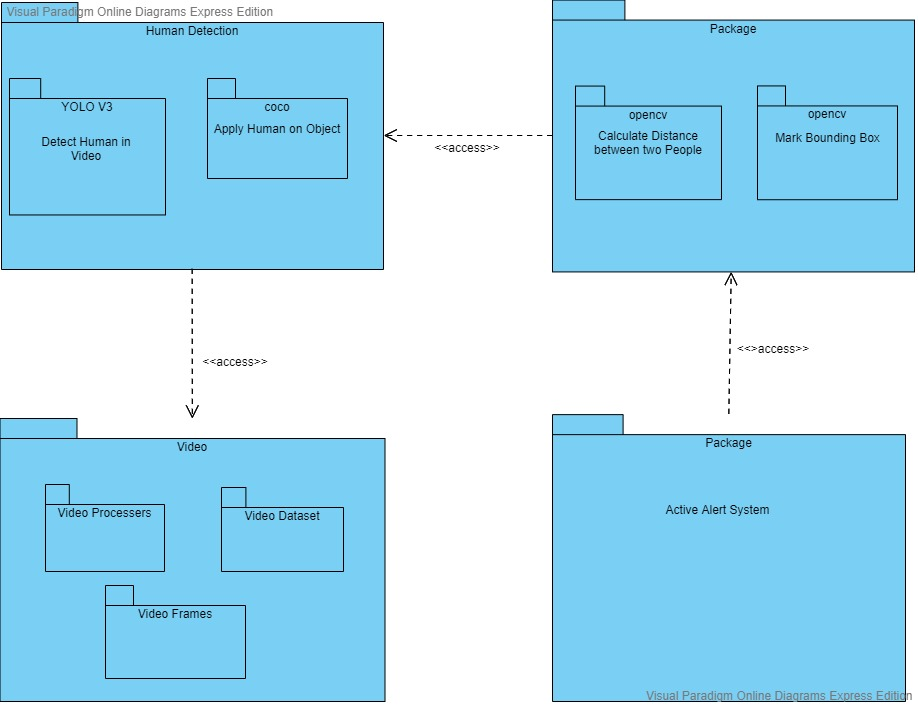 Visual Paradigm Online Diagrams Express Edition
Human Detection
YOLO V3
Detect Human in
Video
coco
Apply Human on Object
<<access>>
Package
opencv
Calculate Distance
between two People
opencv
Mark Bounding Box
<<access>>
<<>access>>
Video
Video Processers
Video Dataset
Video Frames
Package
Active Alert System
Visual Paradigm Online Diagrams Express Edition